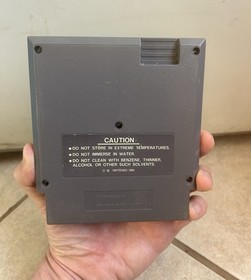 CAUTION
•DO NOT STORE IN EXTREME TEMPERATURES.
•DO NOT IMMERSE IN WATER.
•DO NOT CLEAN WITH BENZENE, THINNER,
ALCOHOL OR OTHER SUCH SOLVENTS.
NINTENDO